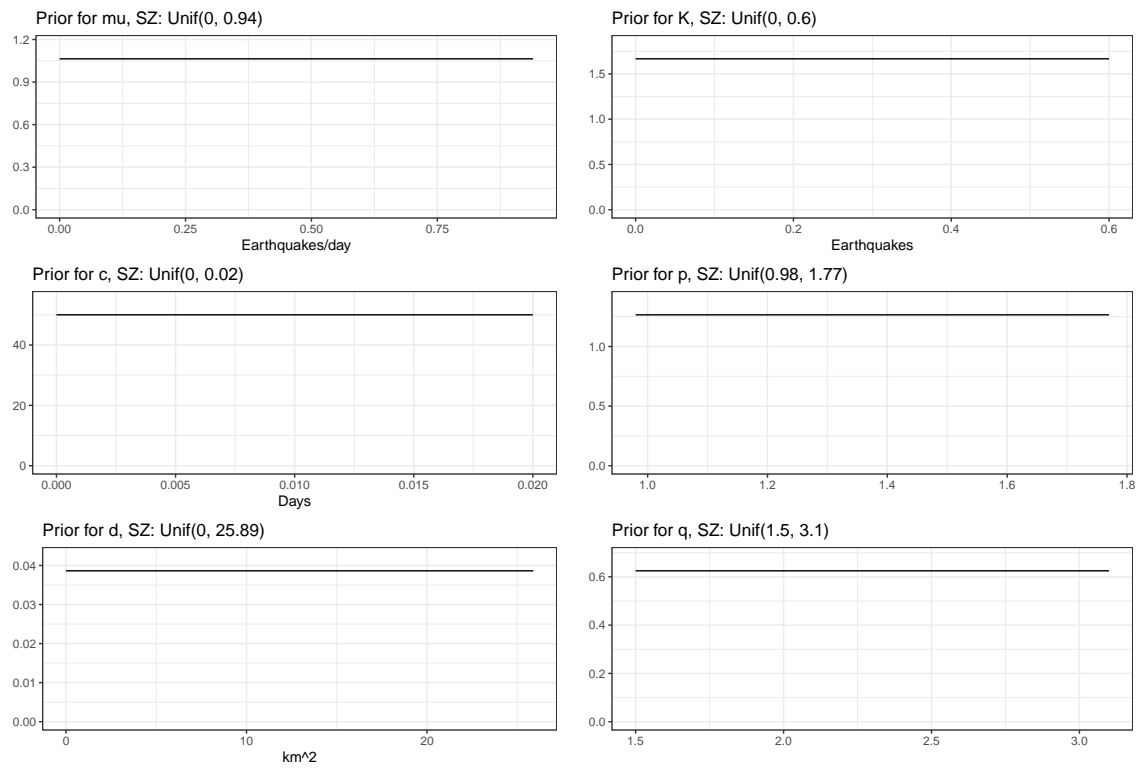 Prior for mu, SZ: Unif(0, 0.94)
1.2
0.9
0.6
0.3
0.0
0.00 0.25 0.50 0.75
Earthquakes/day
Prior for K, SZ: Unif(0, 0.6)
1.5
1.0
0.5
0.0
0.0 0.2 0.4 0.6
Earthquakes
Prior for c, SZ: Unif(0, 0.02)
40
20
0
0.000 0.005 0.010 0.015 0.020
Days
Prior for p, SZ: Unif(0.98, 1.77)
1.0
0.5
0.0
1.0 1.2 1.4 1.6 1.8
Prior for d, SZ: Unif(0, 25.89)
0.04
0.03
0.02
0.01
0.00
0 10 20
km^2
Prior for q, SZ: Unif(1.5, 3.1)
0.6
0.4
0.2
0.0
1.5 2.0 2.5 3.0